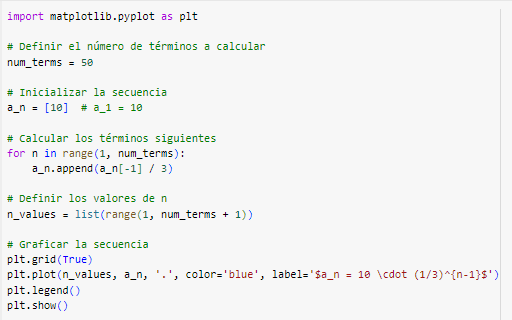 import matplotlib.pyplot as plt
# Definir el número de términos a calcular
num_terms = 50
# Inicializar la secuencia
a_n = [10]  # a_1 = 10
# Calcular los términos siguientes
for n in range(1, num_terms):
    a_n.append(a_n[-1] / 3)
# Definir los valores de n
n_values = list(range(1, num_terms + 1))
# Graficar la secuencia
plt.grid(True)
plt.plot(n_values, a_n, '.', color='blue', label='$a_n = 10 \cdot (1/3)^{n-1}$')
plt.legend()
plt.show()